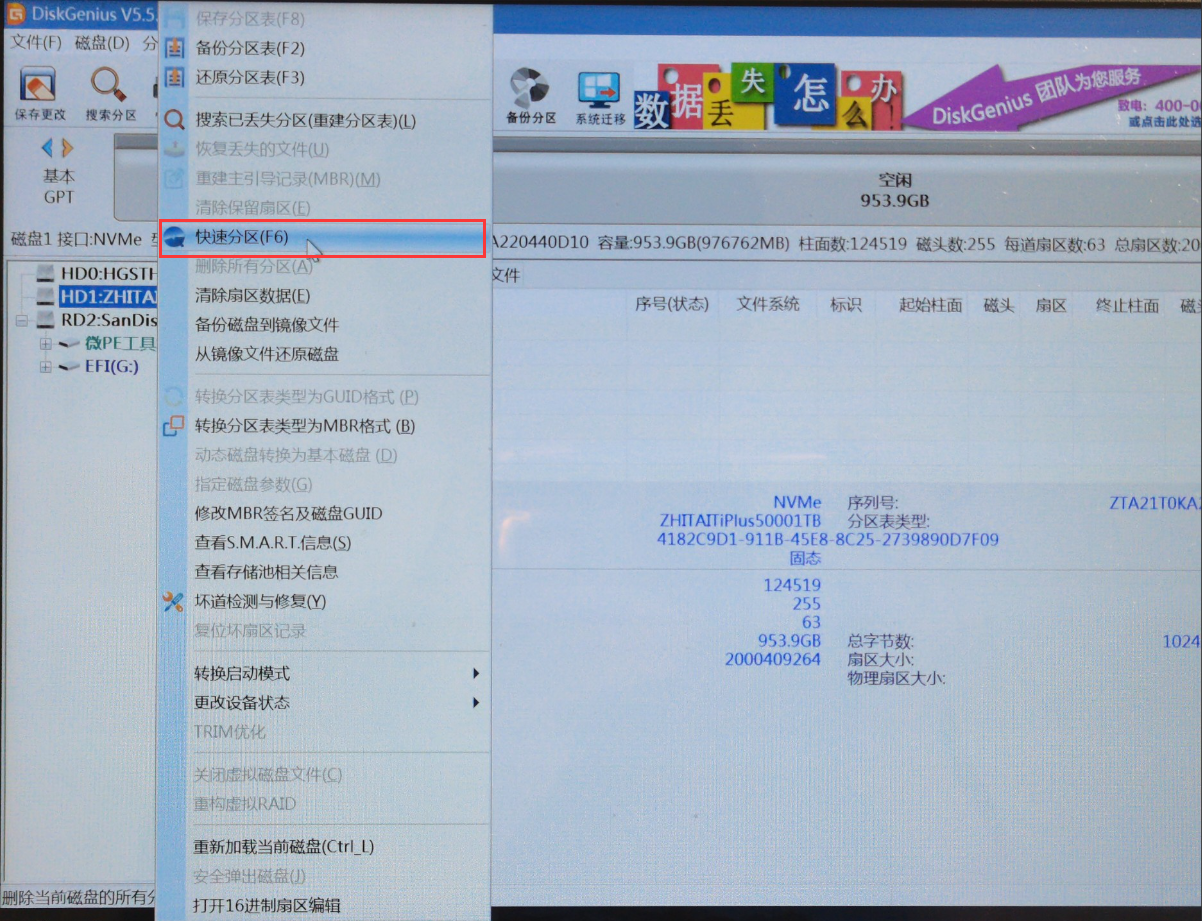 DiskGenius V5.5.
文件(F) 磁盘(D) 分
保存更改
搜索分区
备份分区
系统迁移
数据丢失怎么办
DiskGenius 团队为您服务
致电: 400-0
或点击此处选
基本
GPT
空闲
953.9GB
磁盘1 接口:NVMe
A220440D10 容量:953.9GB(976762MB) 柱面数:124519 磁头数:255 每道扇区数:63 总扇区数:20
HD0:HGST
HD1:ZHITAI
RD2:SanDis
微PE工具
EFI(G:)
保存分区表(F8)
备份分区表(F2)
还原分区表(F3)
搜索已丢失分区(重建分区表)(L)
恢复丢失的文件(U)
重建主引导记录(MBR)(M)
清除保留扇区(E)
快速分区(F6)
删除所有分区(A)
清除扇区数据(E)
备份磁盘到镜像文件
从镜像文件还原磁盘
转换分区表类型为GUID格式 (P)
转换分区表类型为MBR格式 (B)
动态磁盘转换为基本磁盘 (D)
指定磁盘参数(G)
修改MBR签名及磁盘GUID
查看S.M.A.R.T.信息(S)
查看存储池相关信息
坏道检测与修复(Y)
复位坏扇区记录
转换启动模式
更改设备状态
TRIM优化
关闭虚拟磁盘文件(C)
重构虚拟RAID
重新加载当前磁盘(Ctrl_L)
安全弹出磁盘(J)
打开16进制扇区编辑
文件
序号(状态) 文件系统 标识 起始柱面 磁头 扇区 终止柱面 磁头
NVMe 序列号: ZTA21T0KA
ZHITAITiPlus50001TB 分区表类型:
4182C9D1-911B-45E8-8C25-2739890D7F09
固态
124519
255
63
953.9GB 总字节数: 1024
2000409264 扇区大小:
物理扇区大小:
删除当前磁盘的所有分